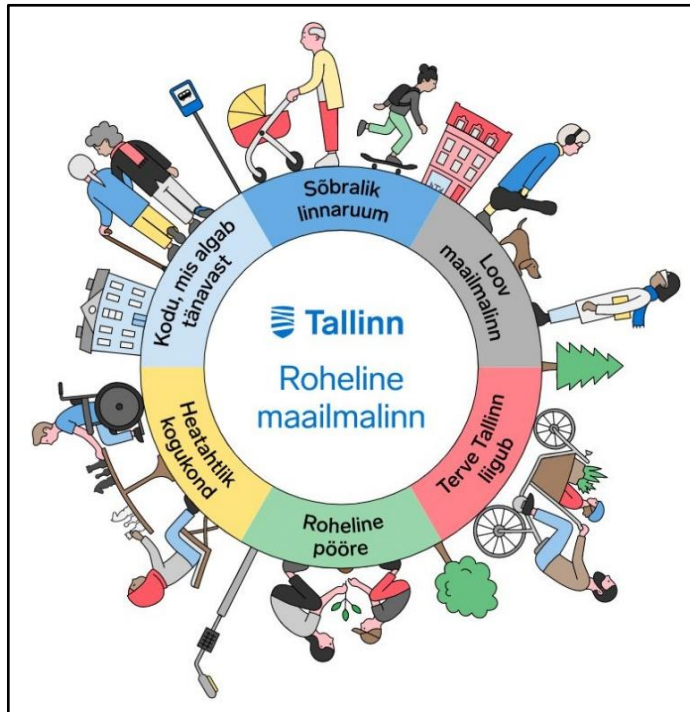 Sõbralik
linnaruum
Loov
maailmalinn
Terve Tallinn
liigub
Roheline
pööre
Heatahtlik
kogukond
Kodu, mis algab
tänavast
Tallinn
Roheline
maailmalinn